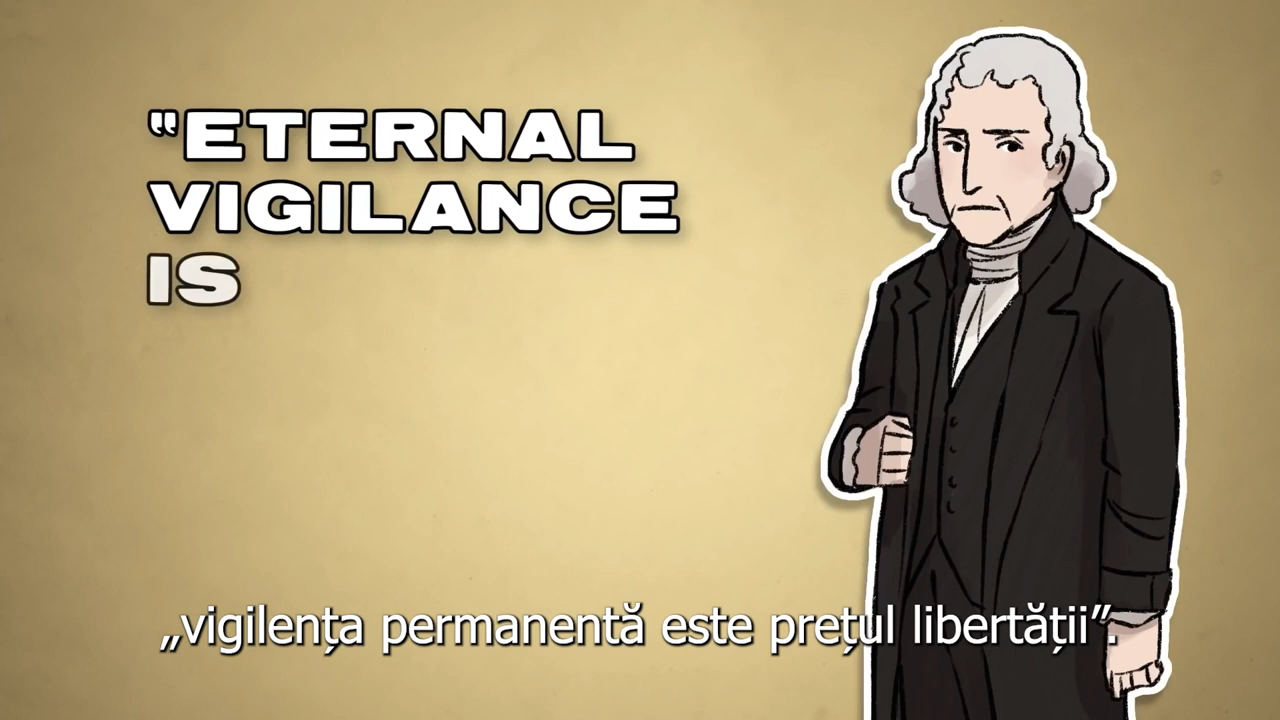 “ETERNAL
VIGILANCE
IS
„vigilența permanentă este prețul libertății”.